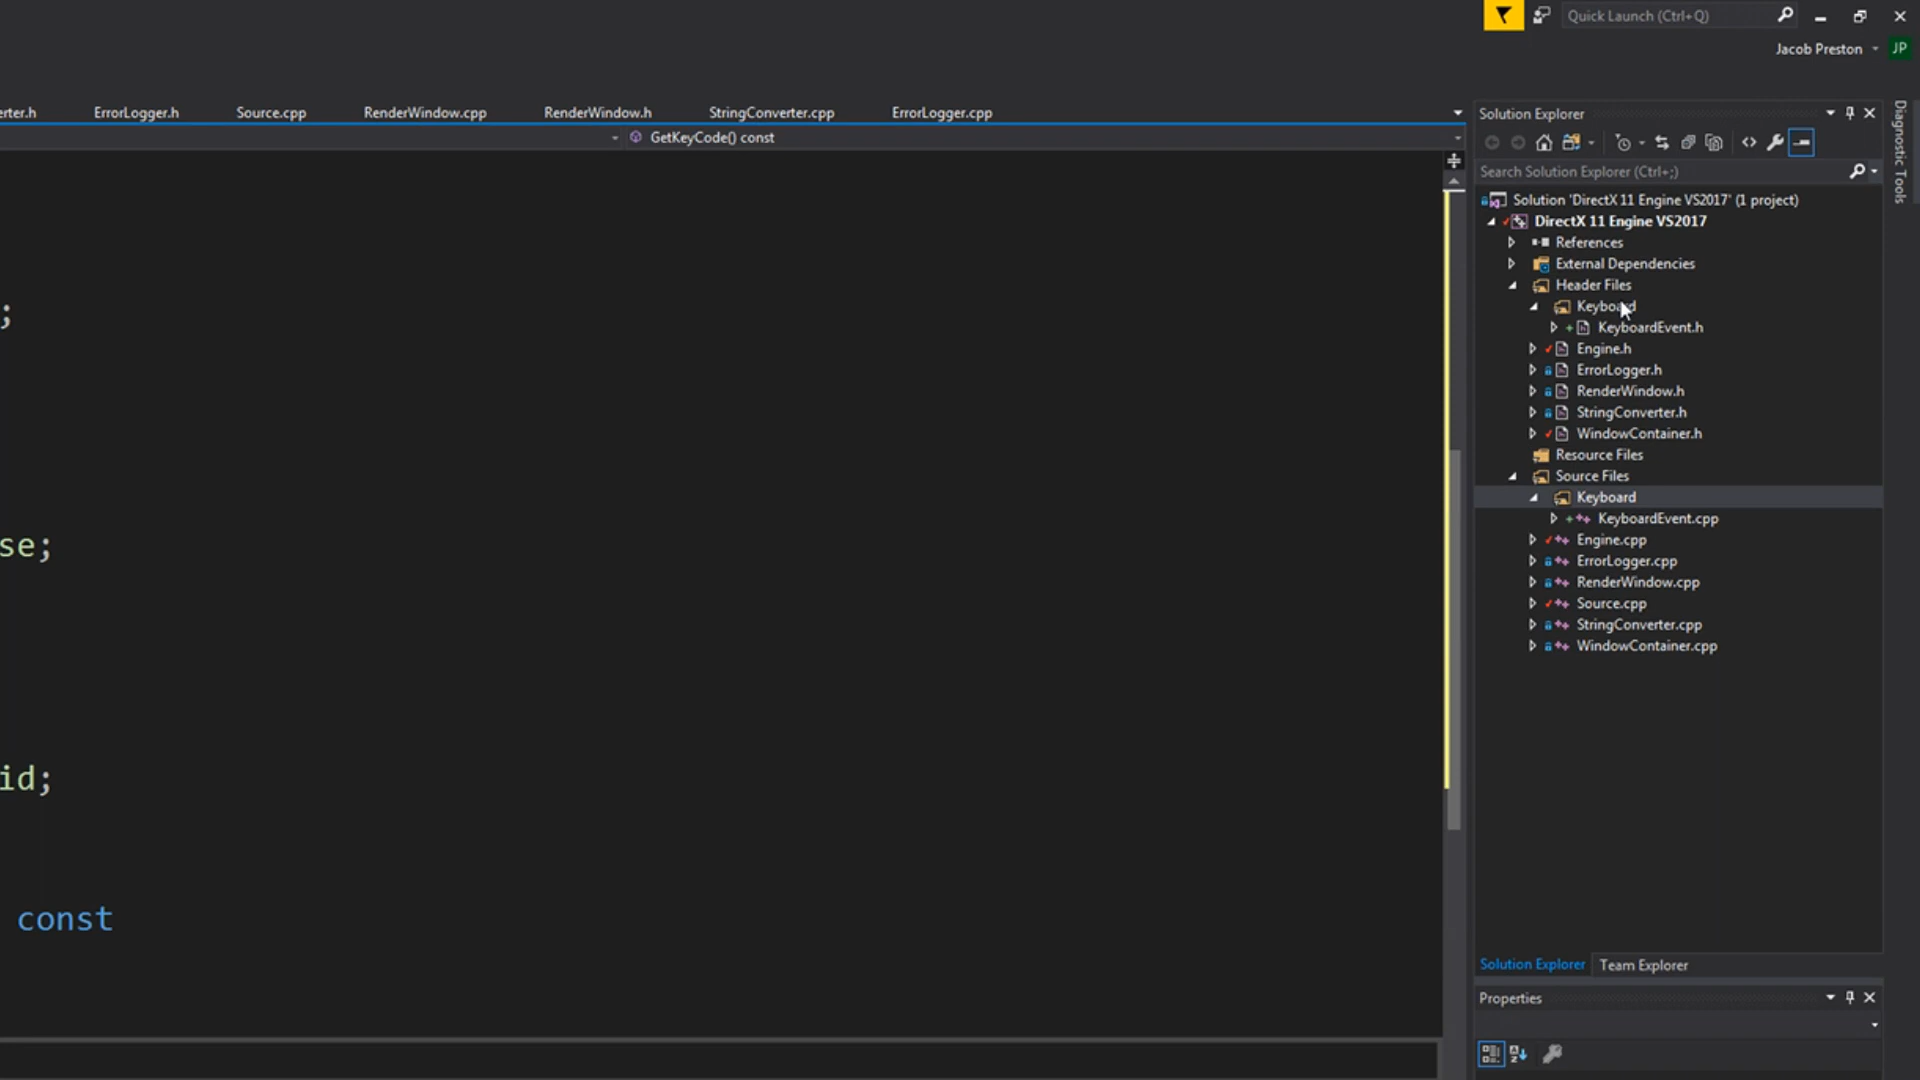 Quick Launch (Ctrl+Q)
Jacob Preston JP
erter.h ErrorLogger.h Source.cpp RenderWindow.cpp RenderWindow.h StringConverter.cpp ErrorLogger.cpp
GetKeyCode() const
;
se;
id;
const
Solution Explorer
Search Solution Explorer (Ctrl+;)
Solution 'DirectX 11 Engine VS2017' (1 project)
DirectX 11 Engine VS2017
References
External Dependencies
Header Files
Keyboard
KeyboardEvent.h
Engine.h
ErrorLogger.h
RenderWindow.h
StringConverter.h
WindowContainer.h
Resource Files
Source Files
Keyboard
KeyboardEvent.cpp
Engine.cpp
ErrorLogger.cpp
RenderWindow.cpp
Source.cpp
StringConverter.cpp
WindowContainer.cpp
Solution Explorer Team Explorer
Properties
Diagnostic Tools